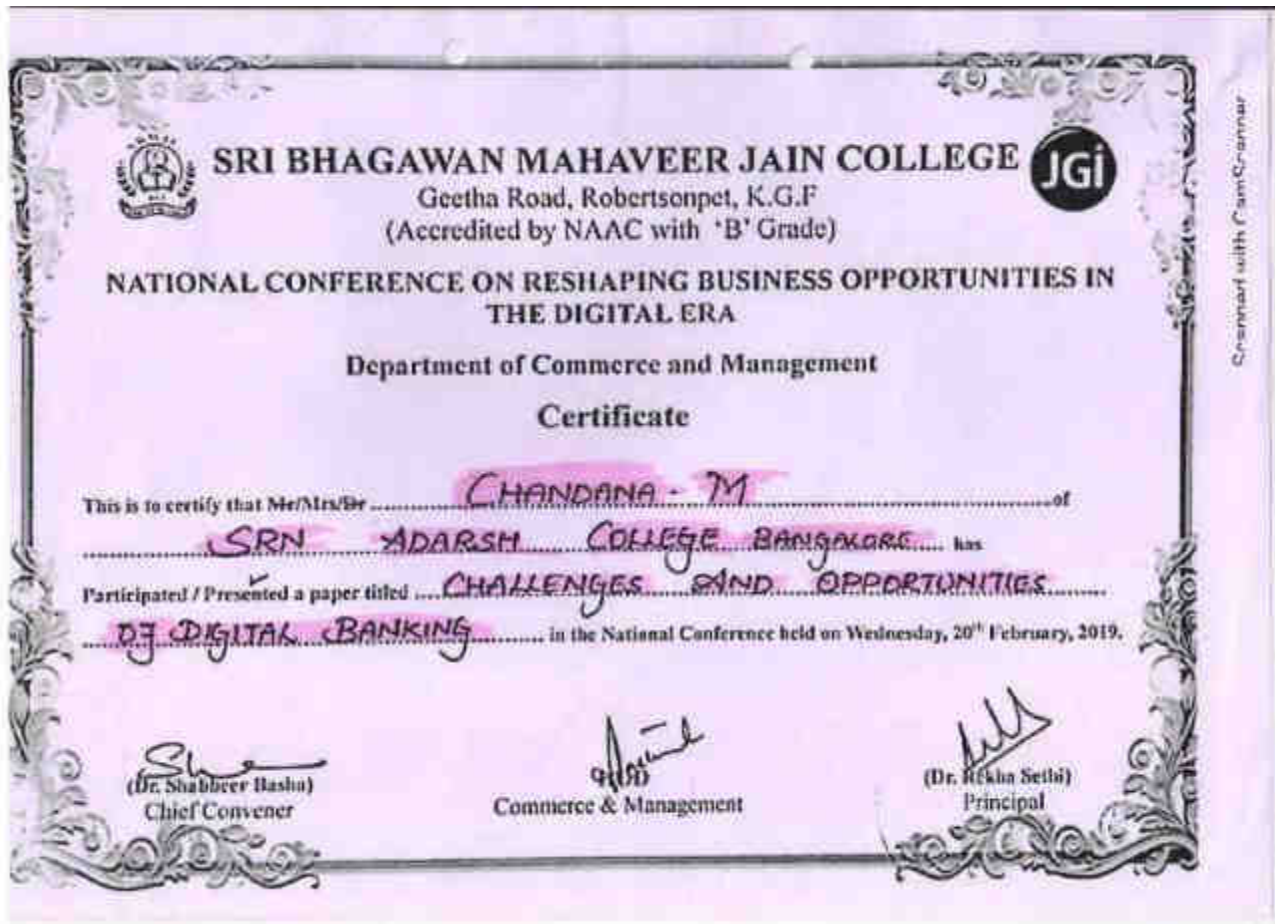 SRI BHAGAWAN MAHAVEER JAIN COLLEGE
JGi
Geetha Road, Robertsonpet, K.G.F
(Accredited by NAAC with 'B' Grade)
NATIONAL CONFERENCE ON RESHAPING BUSINESS OPPORTUNITIES IN
THE DIGITAL ERA
Department of Commerce and Management
Certificate
This is to certify that Mr/Mrs/Dr CHANDANA - M of
SRN ADARSH COLLEGE BANGALORE has
Participated / Presented a paper titled CHALLENGES AND OPPORTUNITIES
OF DIGITAL BANKING in the National Conference held on Wednesday, 20th February, 2019.
(Dr. Shabbeer Basha)
Chief Convener
HOD
Commerce & Management
(Dr. Rekha Sethi)
Principal
Scanned with CamScanner